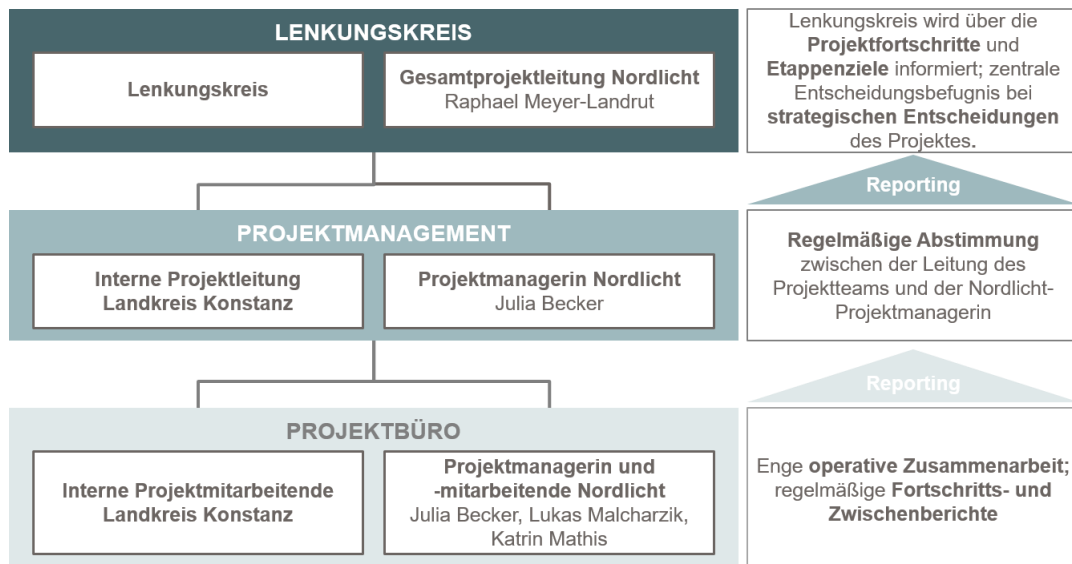 LENKUNGSKREIS
Lenkungskreis
Gesamtprojektleitung Nordlicht
Raphael Meyer-Landrut
Lenkungskreis wird über die
Projektfortschritte und
Etappenziele informiert; zentrale
Entscheidungsbefugnis bei
strategischen Entscheidungen
des Projektes.
Reporting
PROJEKTMANAGEMENT
Interne Projektleitung
Landkreis Konstanz
Projektmanagerin Nordlicht
Julia Becker
Regelmäßige Abstimmung
zwischen der Leitung des
Projektteams und der Nordlicht-
Projektmanagerin
Reporting
PROJEKTBÜRO
Interne Projektmitarbeitende
Landkreis Konstanz
Projektmanagerin und
-mitarbeitende Nordlicht
Julia Becker, Lukas Malcharzik,
Katrin Mathis
Enge operative Zusammenarbeit;
regelmäßige Fortschritts- und
Zwischenberichte